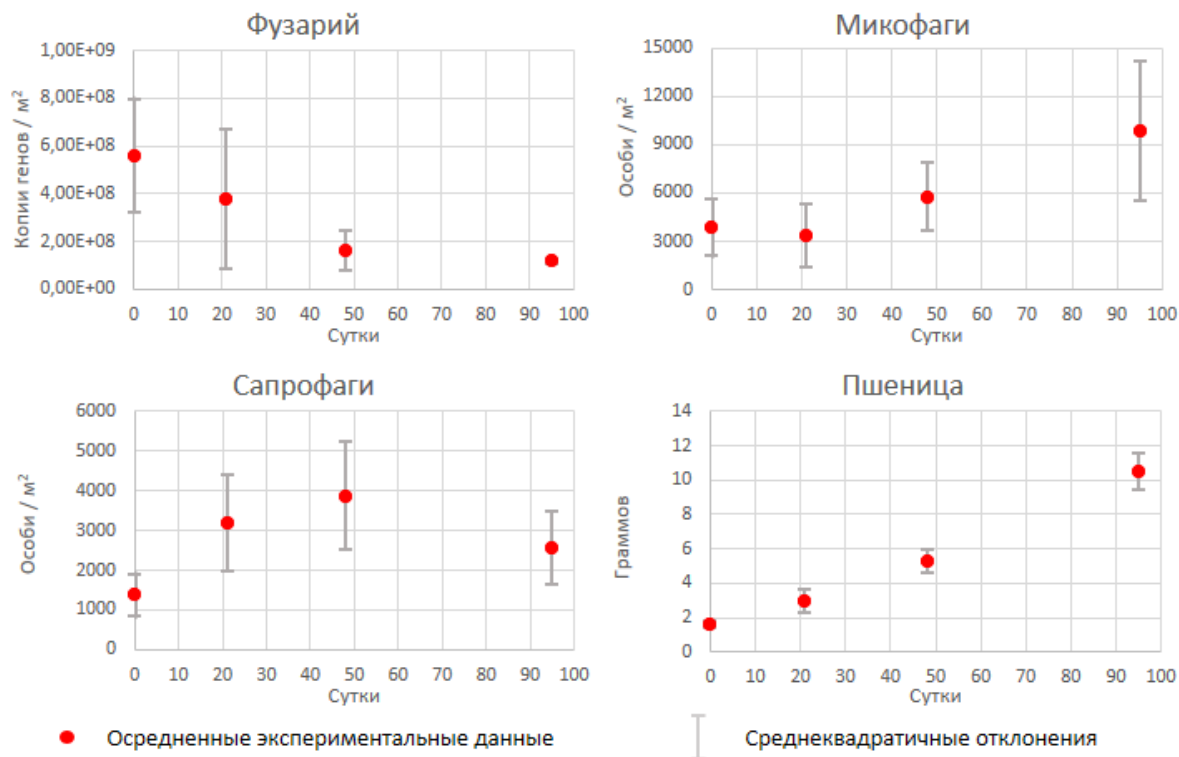 Фузарий
Копии генов / м²
1,00E+09
8,00E+08
6,00E+08
4,00E+08
2,00E+08
0,00E+00
0 10 20 30 40 50 60 70 80 90 100
Сутки
Микофаги
Особи / м²
15000
12000
9000
6000
3000
0
0 10 20 30 40 50 60 70 80 90 100
Сутки
Сапрофаги
Особи / м²
6000
5000
4000
3000
2000
1000
0
0 10 20 30 40 50 60 70 80 90 100
Сутки
Пшеница
Граммов
14
12
10
8
6
4
2
0
0 10 20 30 40 50 60 70 80 90 100
Сутки
Осредненные экспериментальные данные
Среднеквадратичные отклонения